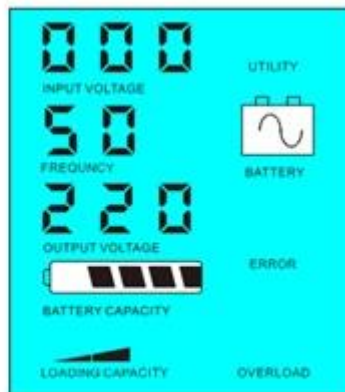 000
UTILITY
INPUT VOLTAGE
50
FREQUNCY
BATTERY
220
OUTPUT VOLTAGE
ERROR
BATTERY CAPACITY
LOADING CAPACITY
OVERLOAD